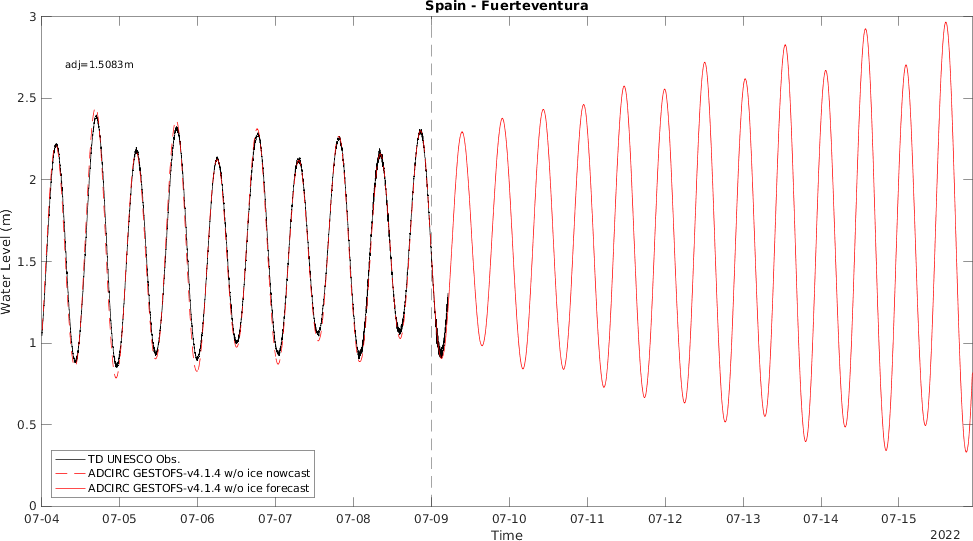 Spain - Fuerteventura
adj=1.5083m
Water Level (m)
3
2.5
2
1.5
1
0.5
0
TD UNESCO Obs.
ADCIRC GESTOFS-v4.1.4 w/o ice nowcast
ADCIRC GESTOFS-v4.1.4 w/o ice forecast
07-04 07-05 07-06 07-07 07-08 07-09 07-10 07-11 07-12 07-13 07-14 07-15
Time
2022